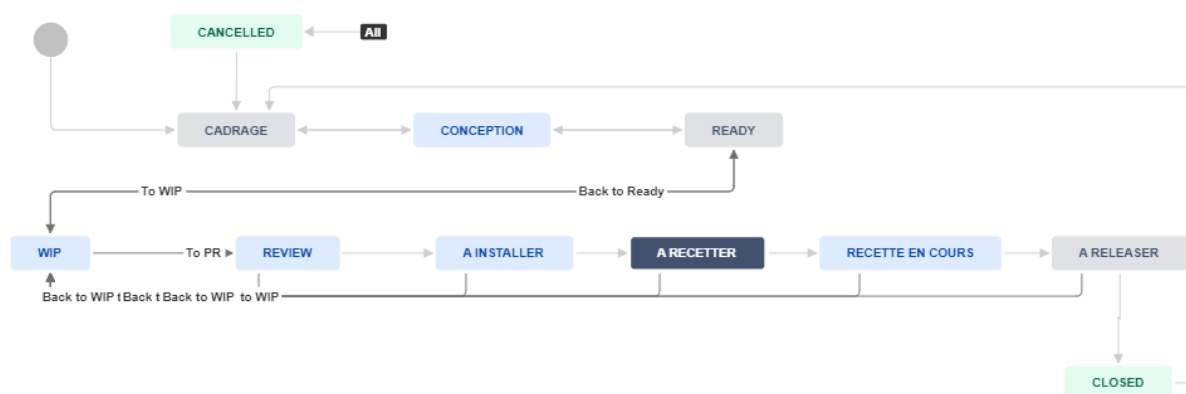 CANCELLED
All
CADRAGE
CONCEPTION
READY
To WIP
Back to Ready
WIP
To PR
REVIEW
A INSTALLER
A RECETTER
RECETTE EN COURS
A RELEASER
Back to WIP t Back t Back to WIP to WIP
CLOSED